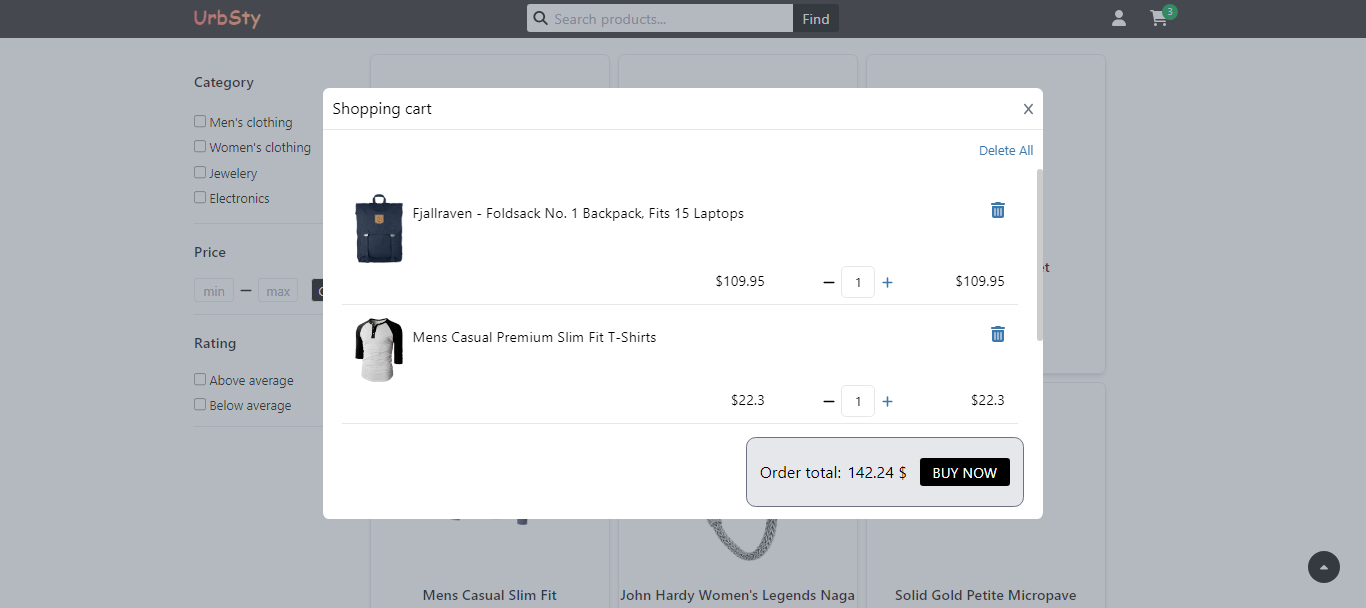 UrbSty
Search products...
Find
3
Category
Men's clothing
Women's clothing
Jewelery
Electronics
Price
min
max
Rating
Above average
Below average
Shopping cart
X
Delete All
Fjallraven - Foldsack No. 1 Backpack, Fits 15 Laptops
$109.95 − 1 + $109.95
Mens Casual Premium Slim Fit T-Shirts
$22.3 − 1 + $22.3
Order total: 142.24 $ BUY NOW
Mens Casual Slim Fit
John Hardy Women's Legends Naga
Solid Gold Petite Micropave